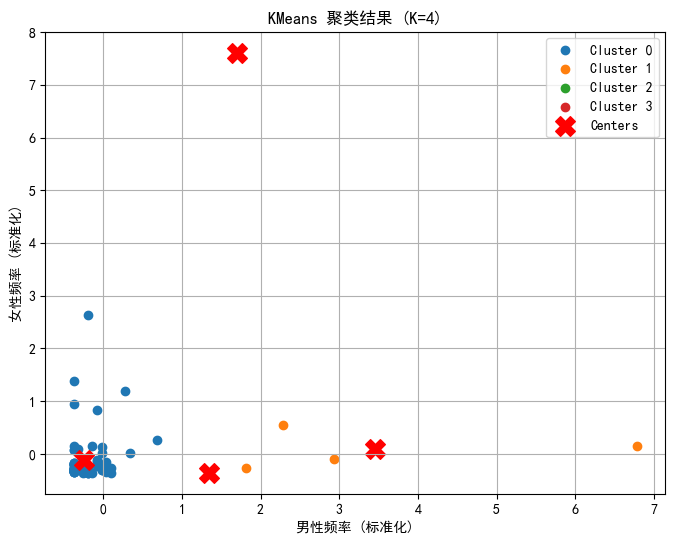 KMeans 聚类结果 (K=4)
8
7
6
5
4
3
2
1
0
女性频率 (标准化)
Cluster 0
Cluster 1
Cluster 2
Cluster 3
Centers
0 1 2 3 4 5 6 7
男性频率 (标准化)